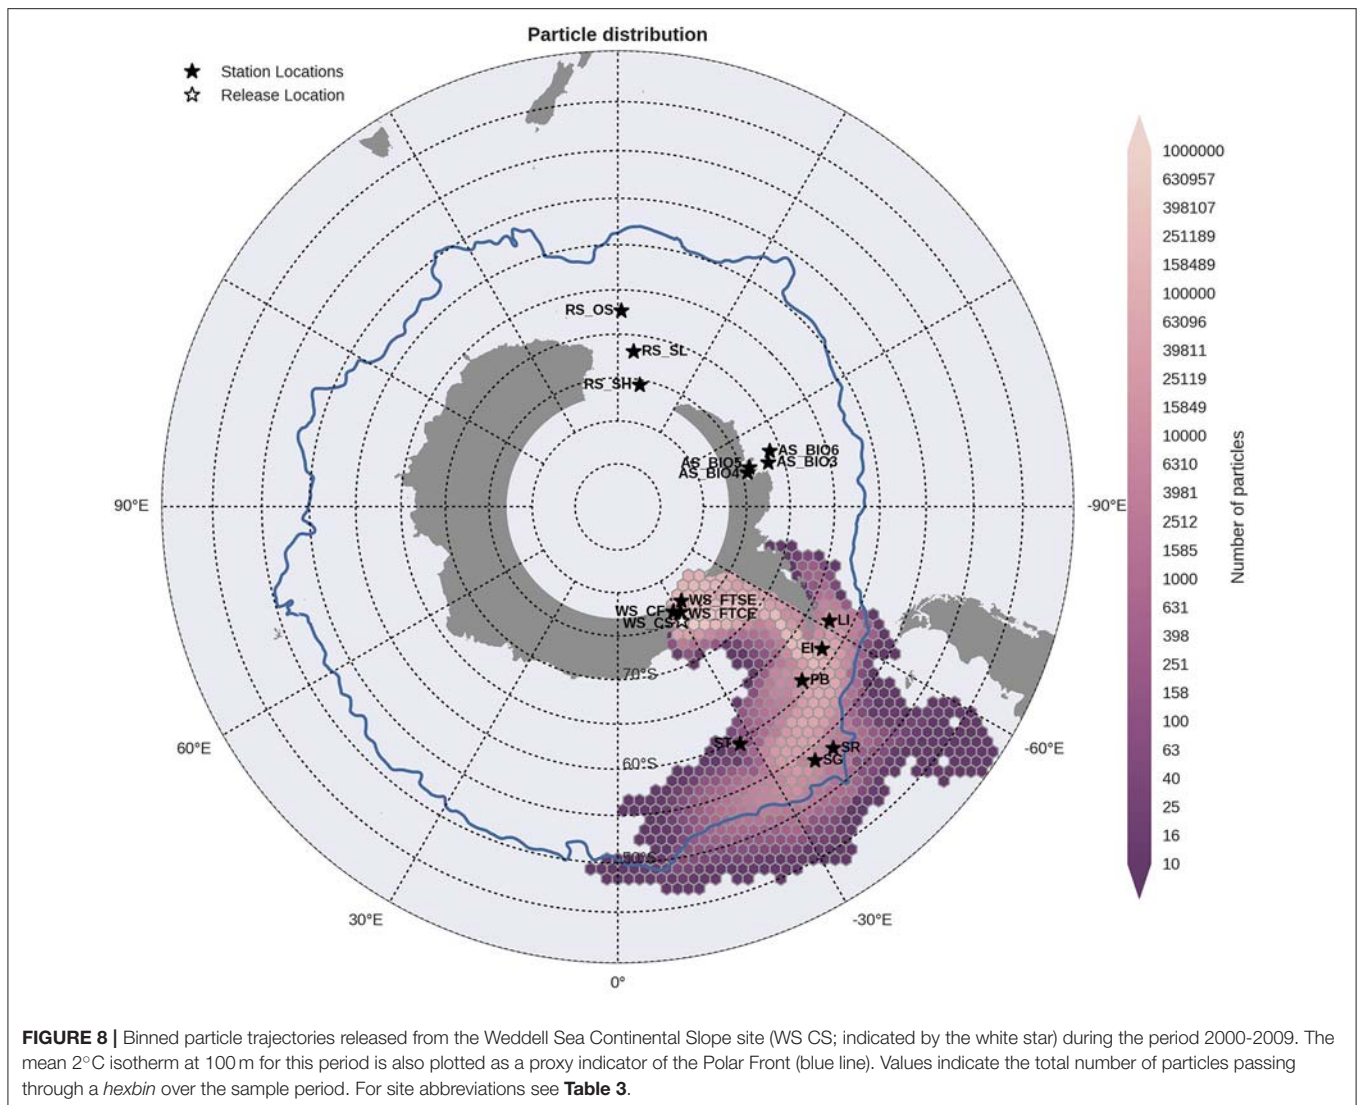 Particle distribution
Station Locations
Release Location
RS_OS
RS_SL
RS_SH
AS_BIO6
AS_BIO5
AS_BIO3
AS_BIO4
90°E
-90°E
WS_FTSE
WS_CF
WS_FTCE
WS_CS
LI
EI
70°S
PB
ST
SR
60°E
-60°E
60°S
SG
50°S
30°E
-30°E
0°
1000000
630957
398107
251189
158489
100000
63096
39811
25119
15849
10000
6310
3981
2512
1585
1000
631
398
251
158
100
63
40
25
16
10
Number of particles
FIGURE 8 | Binned particle trajectories released from the Weddell Sea Continental Slope site (WS CS; indicated by the white star) during the period 2000-2009. The
mean 2°C isotherm at 100 m for this period is also plotted as a proxy indicator of the Polar Front (blue line). Values indicate the total number of particles passing
through a hexbin over the sample period. For site abbreviations see Table 3.